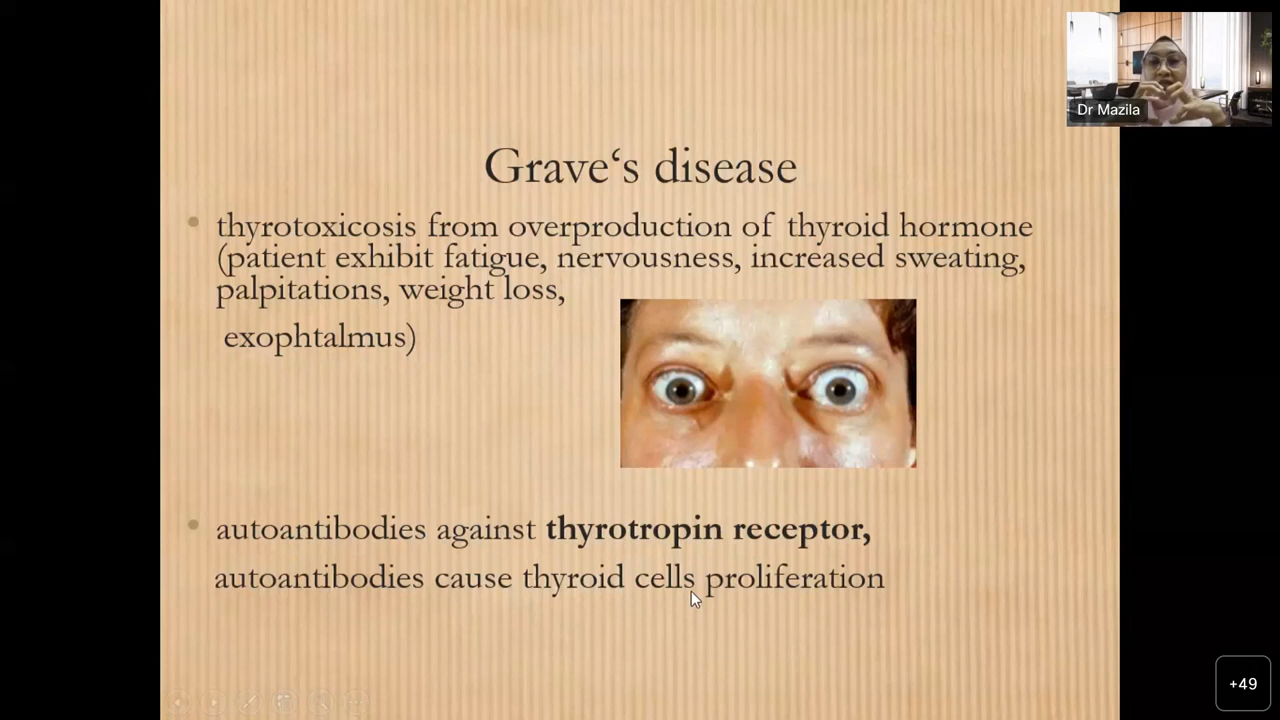 Dr Mazila
Grave‘s disease
• thyrotoxicosis from overproduction of thyroid hormone
(patient exhibit fatigue, nervousness, increased sweating,
palpitations, weight loss,
exophtalmus)
• autoantibodies against thyrotropin receptor,
autoantibodies cause thyroid cells proliferation
+49